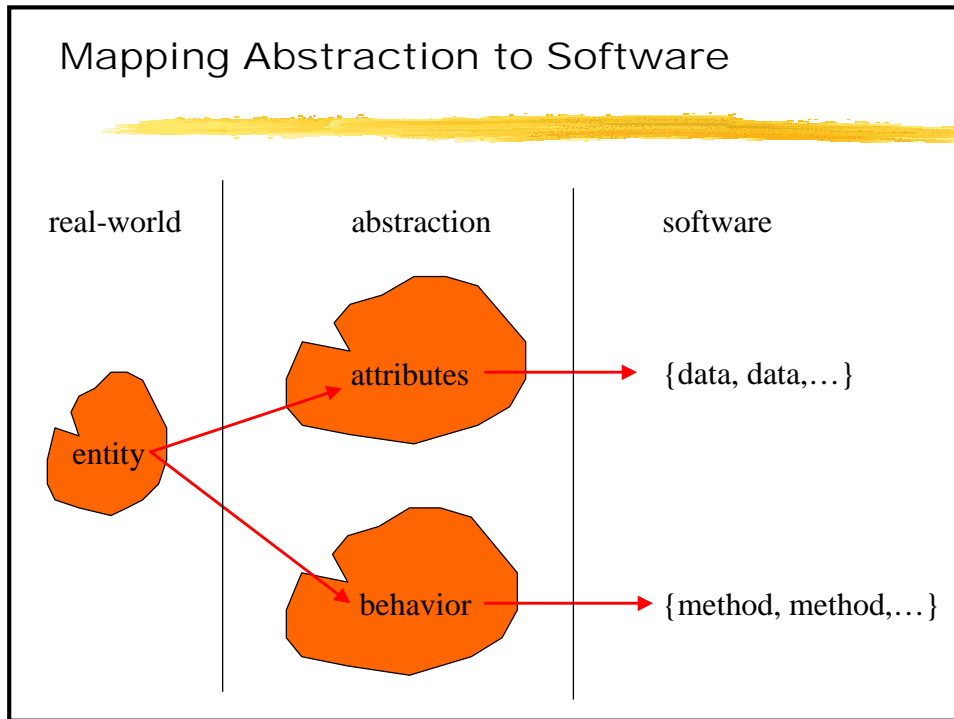 Mapping Abstraction to Software
real-world
abstraction
software
attributes
{data, data,…}
entity
behavior
{method, method,…}